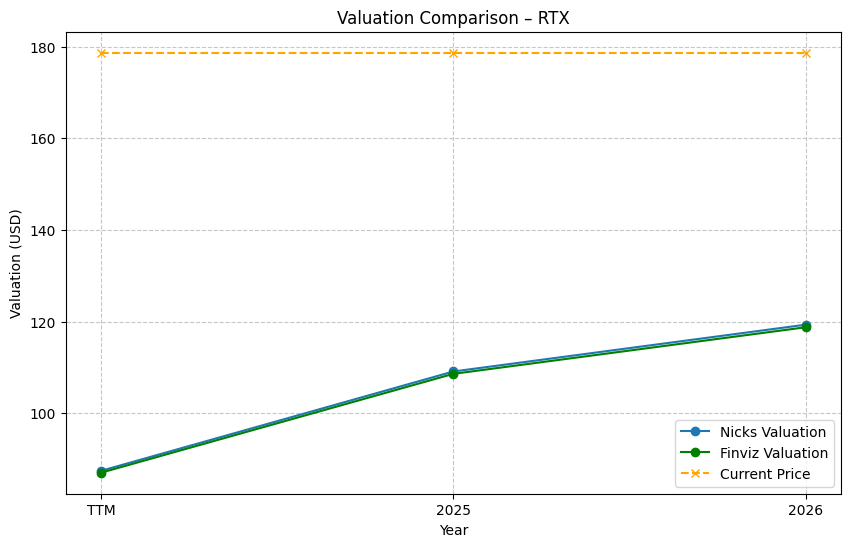 Valuation Comparison – RTX
180
160
140
120
100
Valuation (USD)
TTM
2025
2026
Year
Nicks Valuation
Finviz Valuation
Current Price